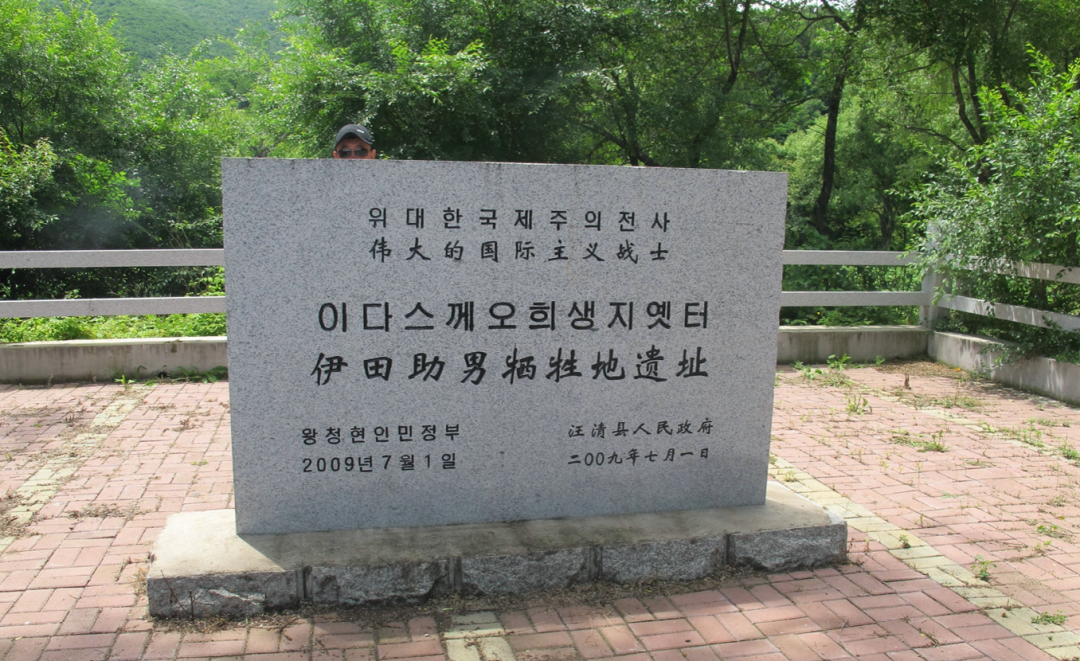 위대한국제주의전사
伟大的国际主义战士
이다스께오희생지옛터
伊田助男牺牲地遗址
왕청현인민정부
2009년7월1일
汪清县人民政府
二00九年七月一日